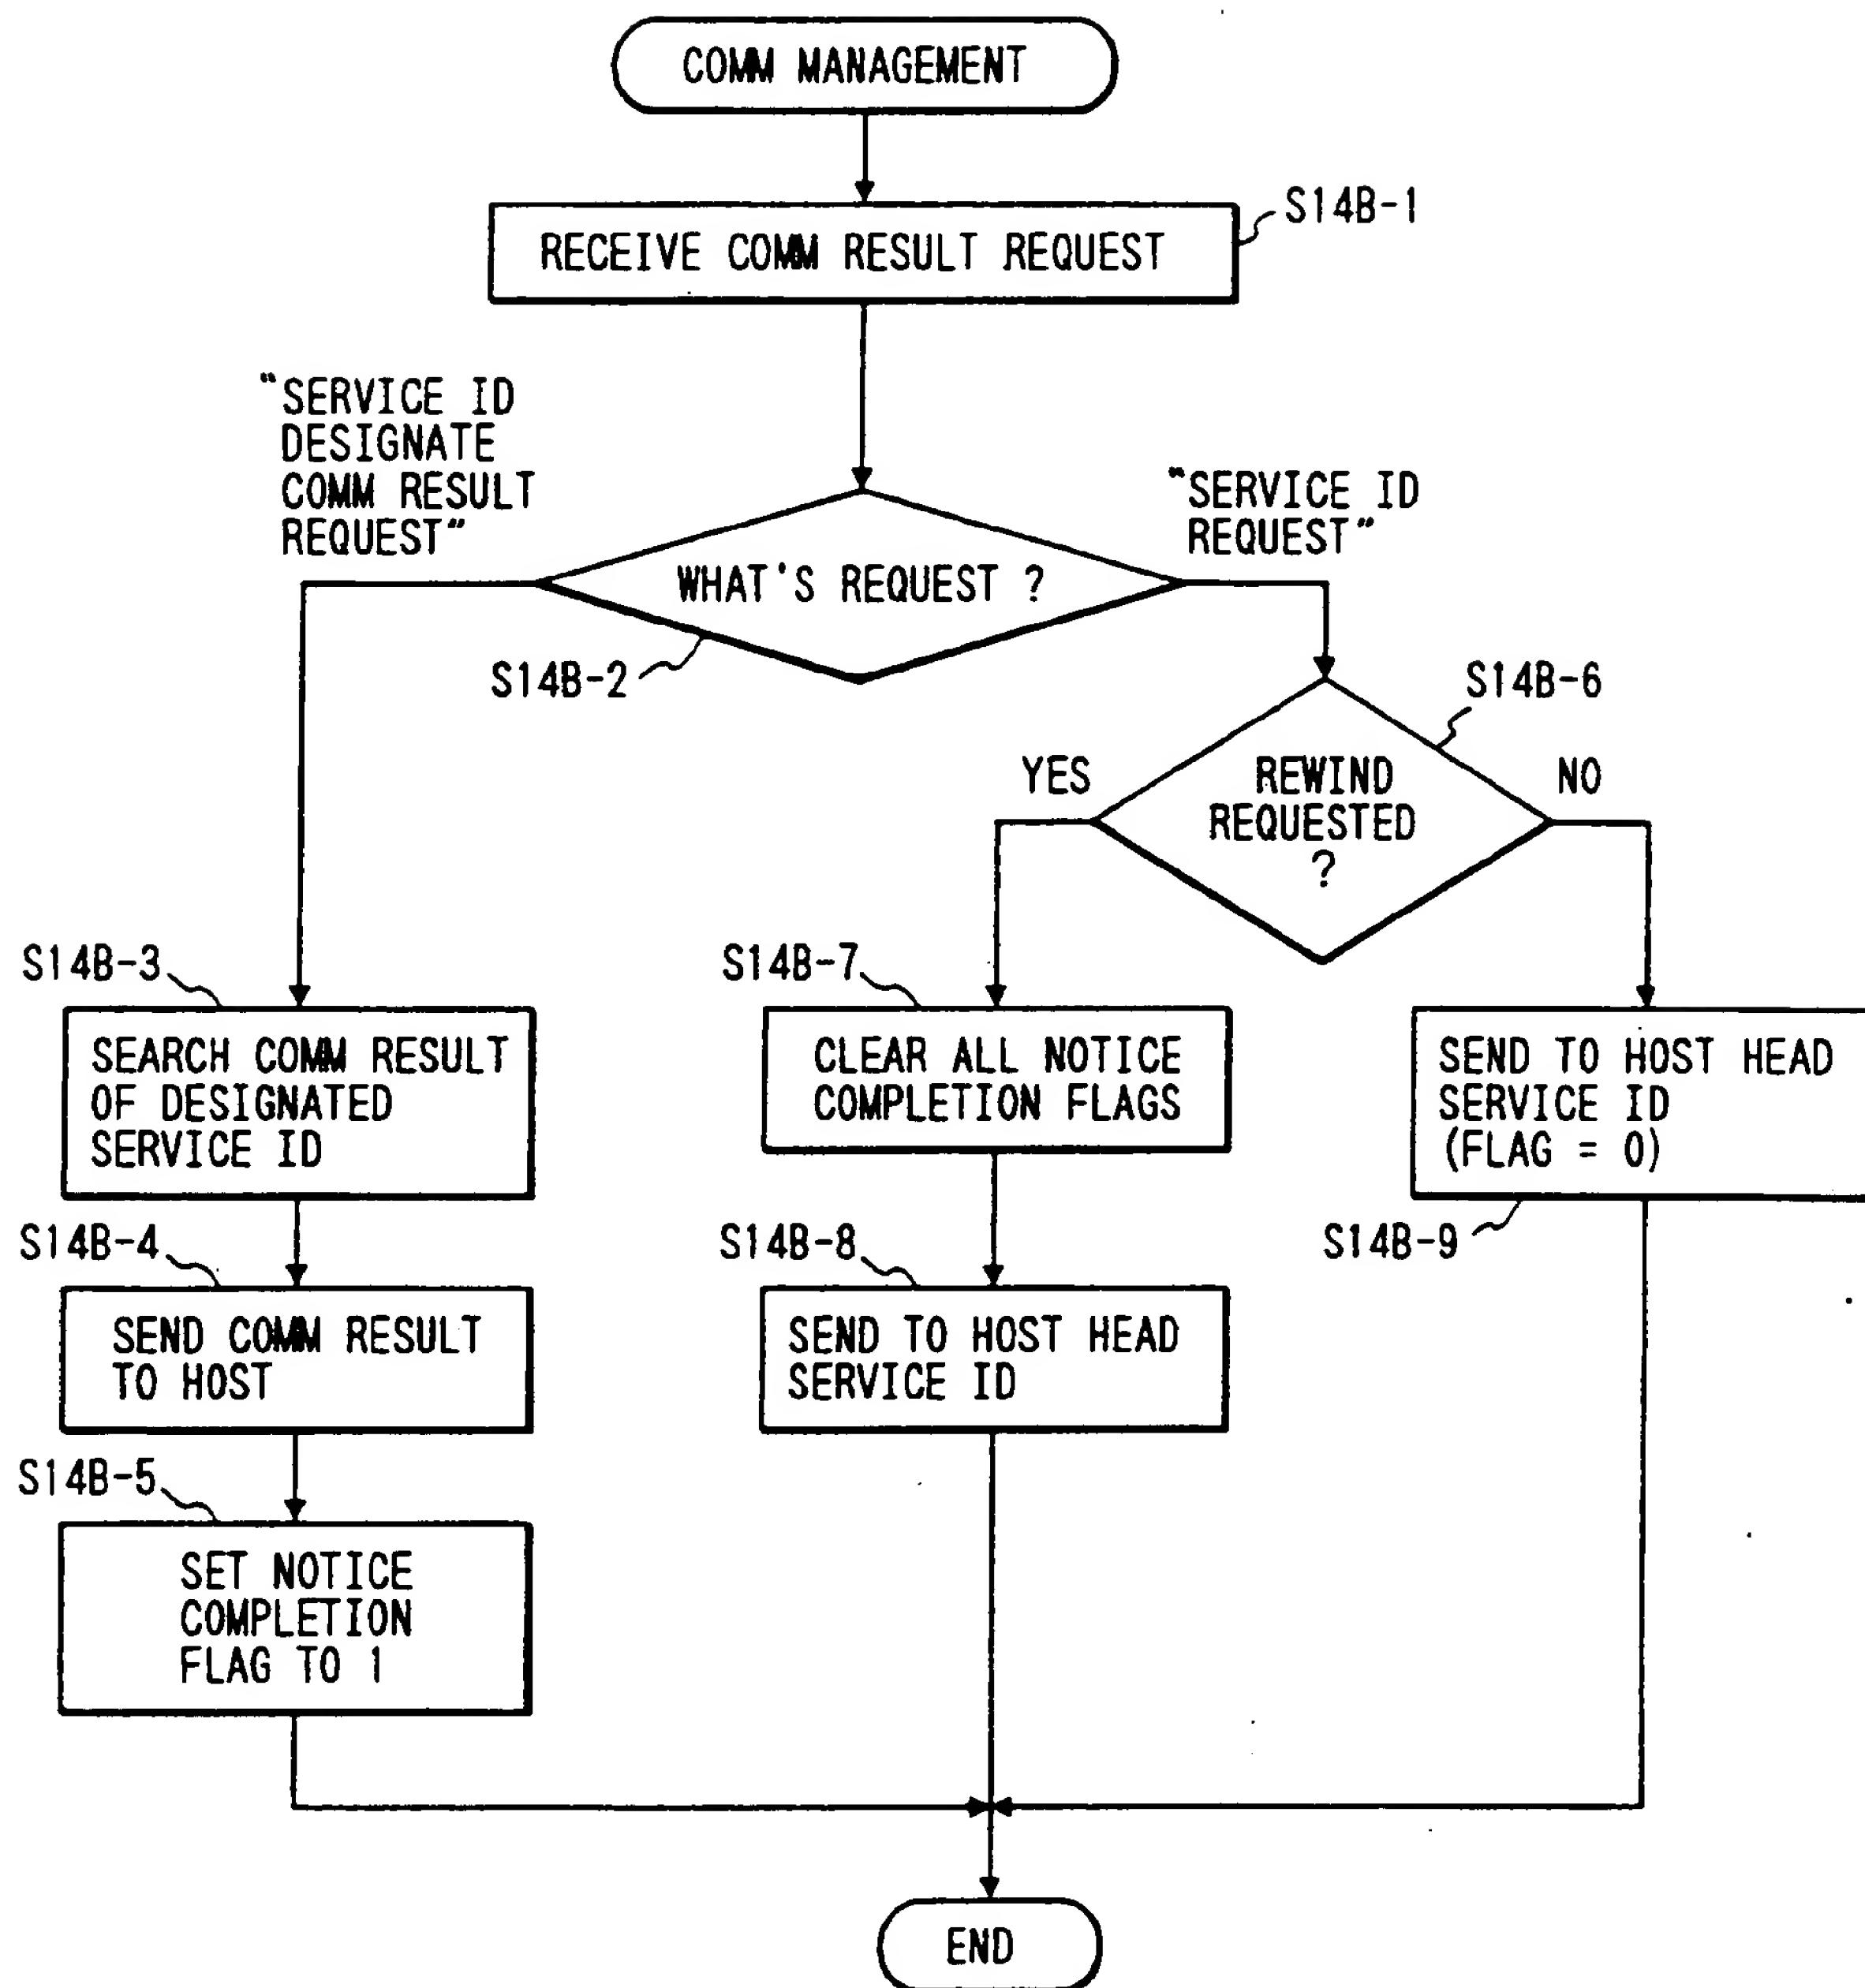 COMM MANAGEMENT
S14B-1
RECEIVE COMM RESULT REQUEST
"SERVICE ID
DESIGNATE
COMM RESULT
REQUEST"
"SERVICE ID
REQUEST"
WHAT'S REQUEST ?
S14B-2
S14B-6
YES
REWIND
REQUESTED
?
NO
S14B-3
SEARCH COMM RESULT
OF DESIGNATED
SERVICE ID
S14B-7
CLEAR ALL NOTICE
COMPLETION FLAGS
SEND TO HOST HEAD
SERVICE ID
(FLAG = 0)
S14B-9
S14B-4
SEND COMM RESULT
TO HOST
S14B-8
SEND TO HOST HEAD
SERVICE ID
S14B-5
SET NOTICE
COMPLETION
FLAG TO 1
END